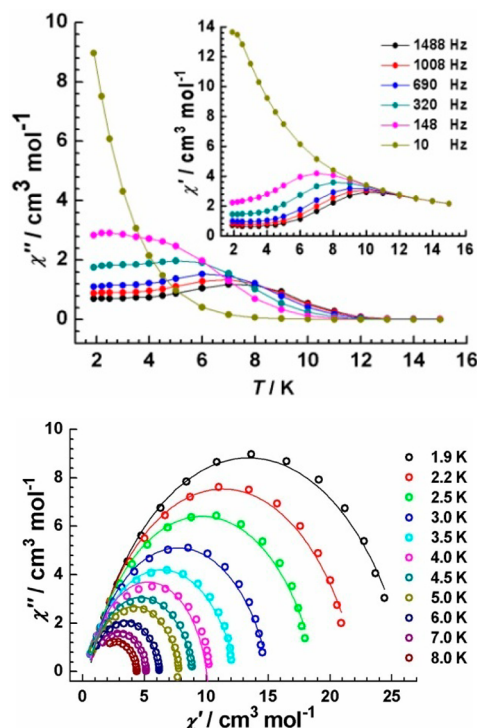 14
12
10
8
6
4
2
0
χ′ / cm³ mol⁻¹
2 4 6 8 10 12 14 16
1488 Hz
1008 Hz
690 Hz
320 Hz
148 Hz
10 Hz
10
8
6
4
2
0
χ″ / cm³ mol⁻¹
2 4 6 8 10 12 14 16
T / K
10
8
6
4
2
0
χ″ / cm³ mol⁻¹
1.9 K
2.2 K
2.5 K
3.0 K
3.5 K
4.0 K
4.5 K
5.0 K
6.0 K
7.0 K
8.0 K
0 5 10 15 20 25
χ′ / cm³ mol⁻¹